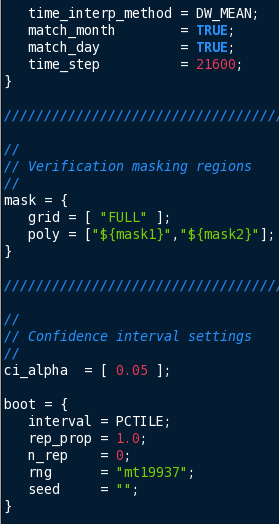 time_interp_method = DW_MEAN;
match_month        = TRUE;
match_day          = TRUE;
time_step          = 21600;
}
//////////////////////////////////
//
// Verification masking regions
//
mask = {
grid = [ "FULL" ];
poly = ["${mask1}","${mask2}"];
}
//////////////////////////////////
//
// Confidence interval settings
//
ci_alpha  = [ 0.05 ];
boot = {
interval = PCTILE;
rep_prop = 1.0;
n_rep    = 0;
rng      = "mt19937";
seed     = "";
}